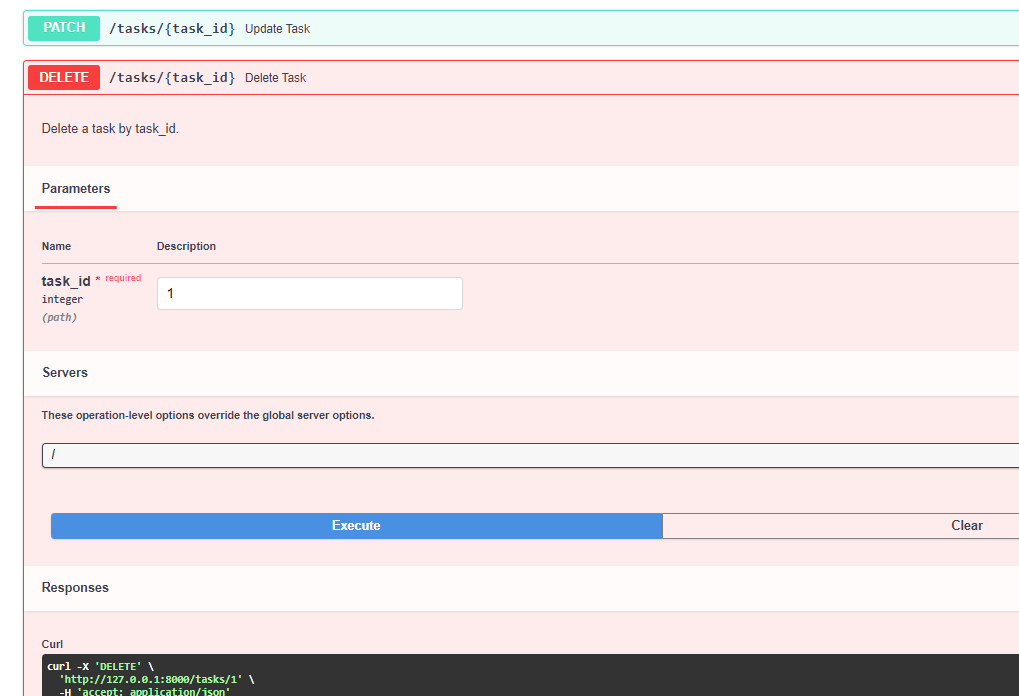 PATCH /tasks/{task_id} Update Task
DELETE /tasks/{task_id} Delete Task
Delete a task by task_id.
Parameters
Name Description
task_id * required
integer
(path)
1
Servers
These operation-level options override the global server options.
/
Execute Clear
Responses
Curl
curl -X 'DELETE' \
'http://127.0.0.1:8000/tasks/1' \
-H 'accept: application/json'